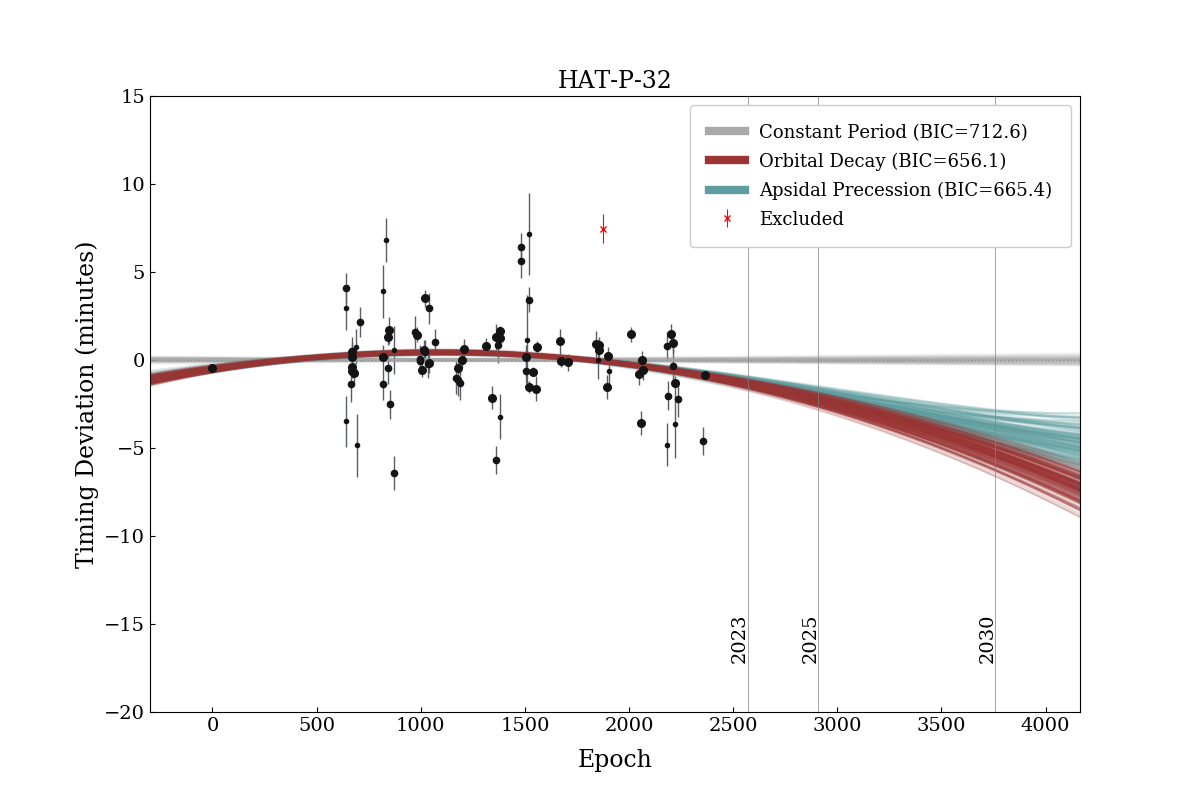 HAT-P-32
15
10
5
0
−5
−10
−15
−20
Timing Deviation (minutes)
Constant Period (BIC=712.6)
Orbital Decay (BIC=656.1)
Apsidal Precession (BIC=665.4)
Excluded
2023
2025
2030
0
500
1000
1500
2000
2500
3000
3500
4000
Epoch